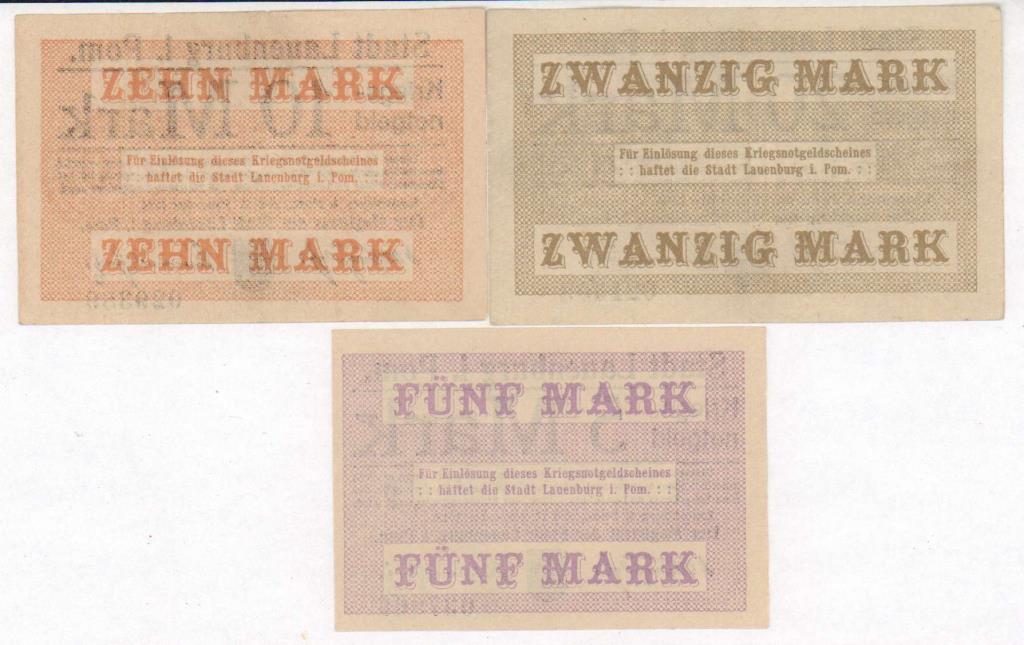 ZEHN MARK
Für Einlösung dieses Kriegsnotgeldscheines
: : haftet die Stadt Lauenburg i. Pom. : :
ZEHN MARK
ZWANZIG MARK
Für Einlösung dieses Kriegsnotgeldscheines
: : haftet die Stadt Lauenburg i. Pom. : :
ZWANZIG MARK
FÜNF MARK
Für Einlösung dieses Kriegsnotgeldscheines
: : haftet die Stadt Lauenburg i. Pom. : :
FÜNF MARK